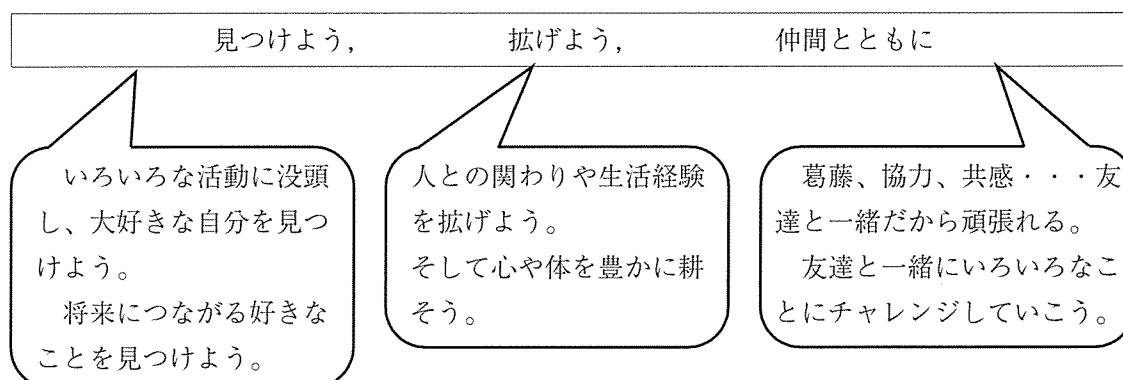 見つけよう,　拡げよう,　仲間とともに
いろいろな活動に没頭
し、大好きな自分を見つ
けよう。
将来につながる好きな
ことを見つけよう。
人との関わりや生活経験
を拡げよう。
そして心や体を豊かに耕
そう。
葛藤、協力、共感・・・友
達と一緒だから頑張れる。
友達と一緒にいろいろなこ
とにチャレンジしていこう。